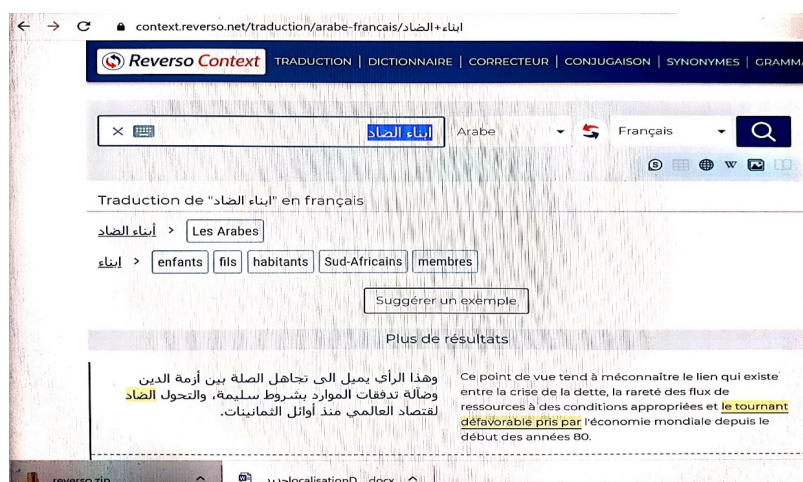 context.reverso.net/traduction/arabe-francais/ابناء+الضاد
Reverso Context TRADUCTION | DICTIONNAIRE | CORRECTEUR | CONJUGAISON | SYNONYMES | GRAMMA
ابناء الضاد Arabe Français
Traduction de "ابناء الضاد" en français
أبناء الضاد > Les Arabes
ابناء > enfants fils habitants Sud-Africains membres
Suggérer un exemple
Plus de résultats
وهذا الرأي يميل الى تجاهل الصلة بين أزمة الدين
وضآلة تدفقات الموارد بشروط سليمة، والتحول الضاد
لقتصاد العالمي منذ أوائل الثمانينات.
Ce point de vue tend à méconnaître le lien qui existe
entre la crise de la dette, la rareté des flux de
ressources à des conditions appropriées et le tournant
défavorable pris par l'économie mondiale depuis le
début des années 80.
reverso.zip